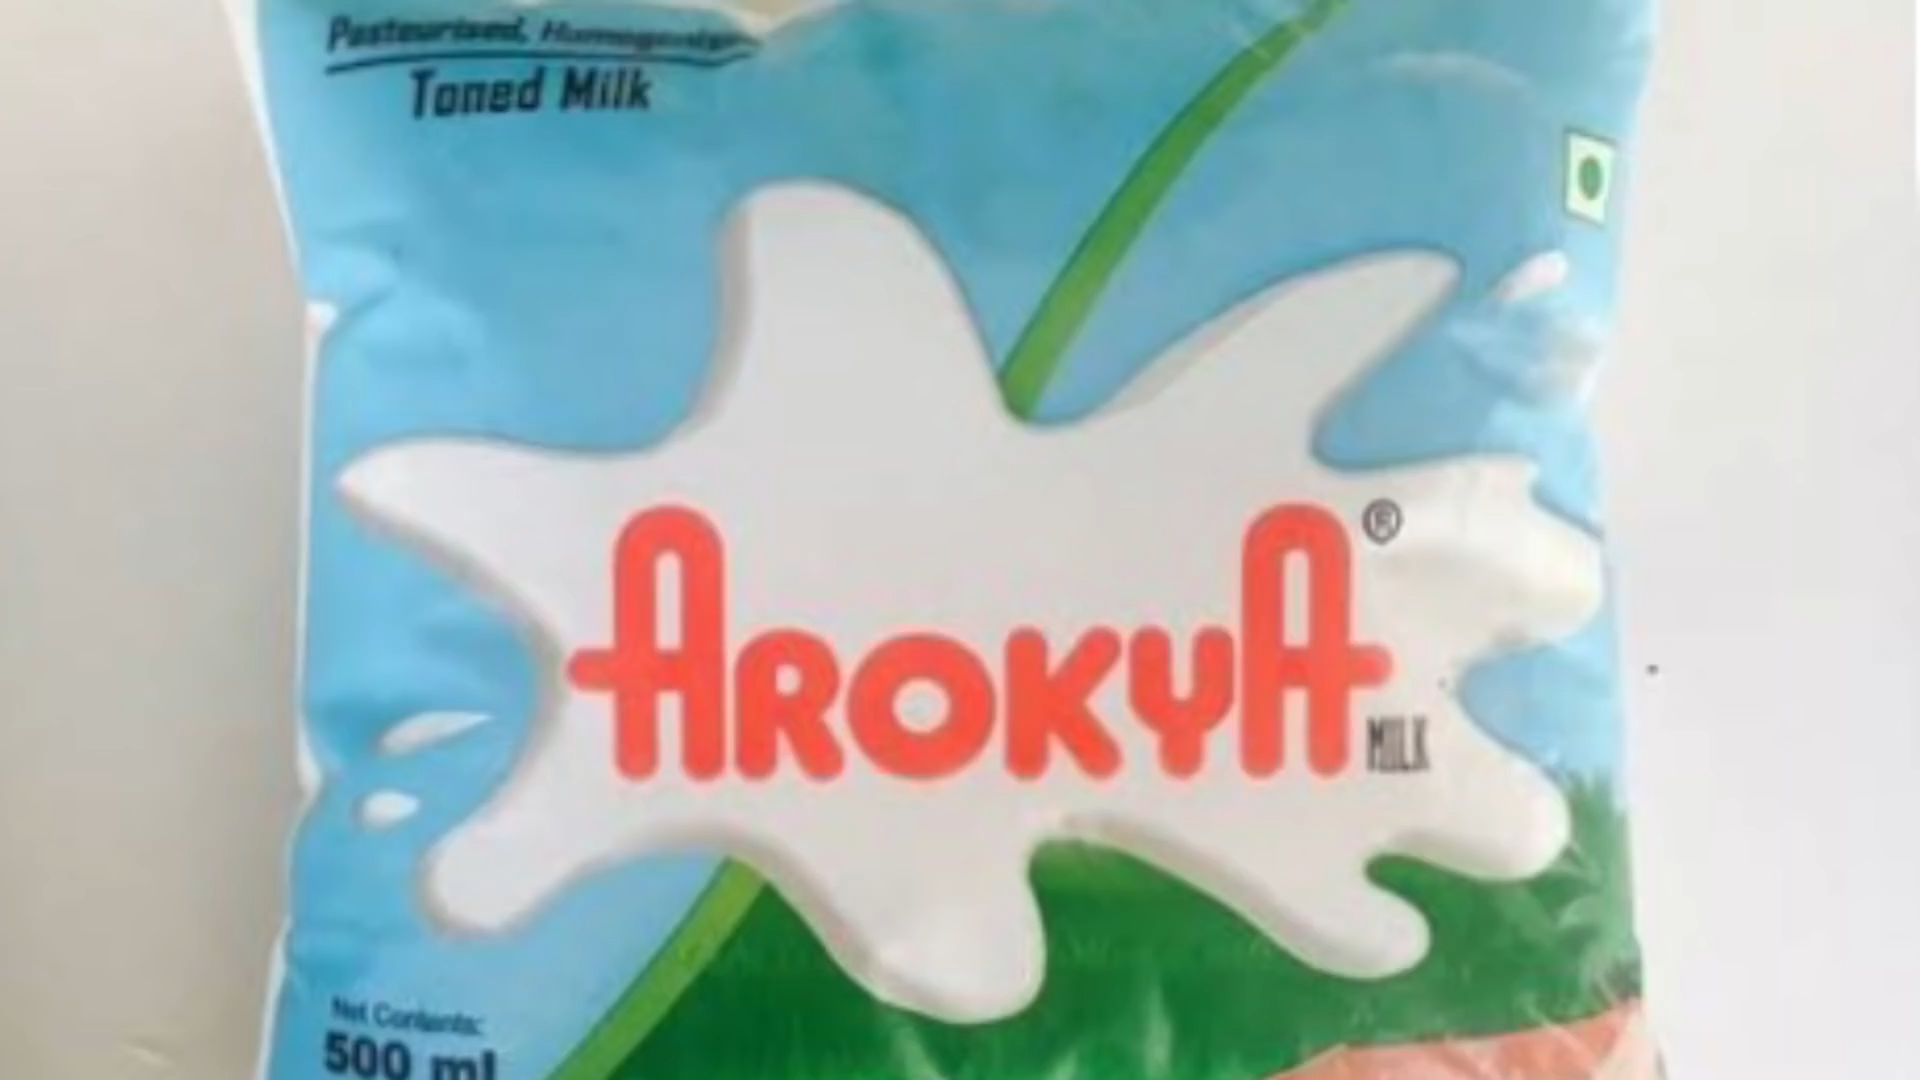 Pasteurised, Homogenised
Toned Milk
AROKYA®
MILK
Net Contents:
500 ml